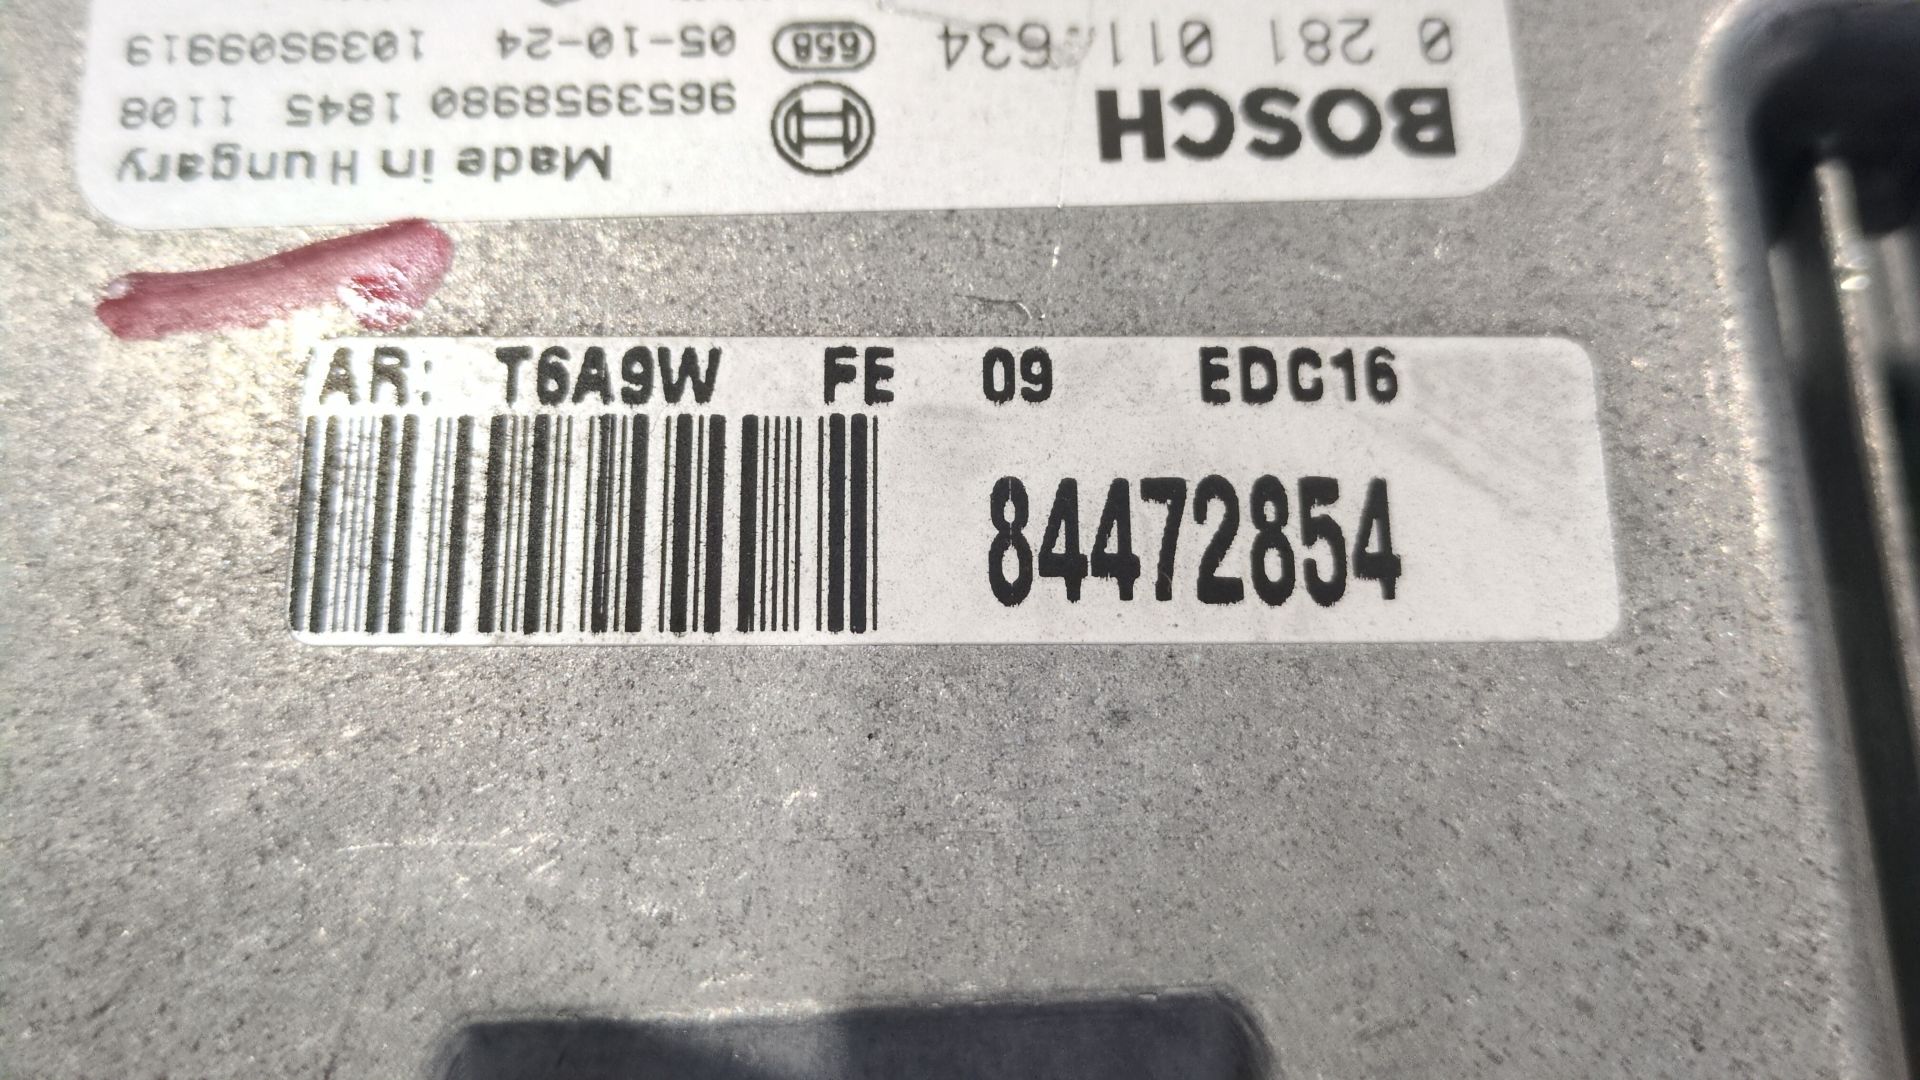 BOSCH
0 281 011 634
Made in Hungary
9653958980 1845 1108
658 05-10-24 1039S09919
AR: T6A9W FE 09 EDC16
84472854